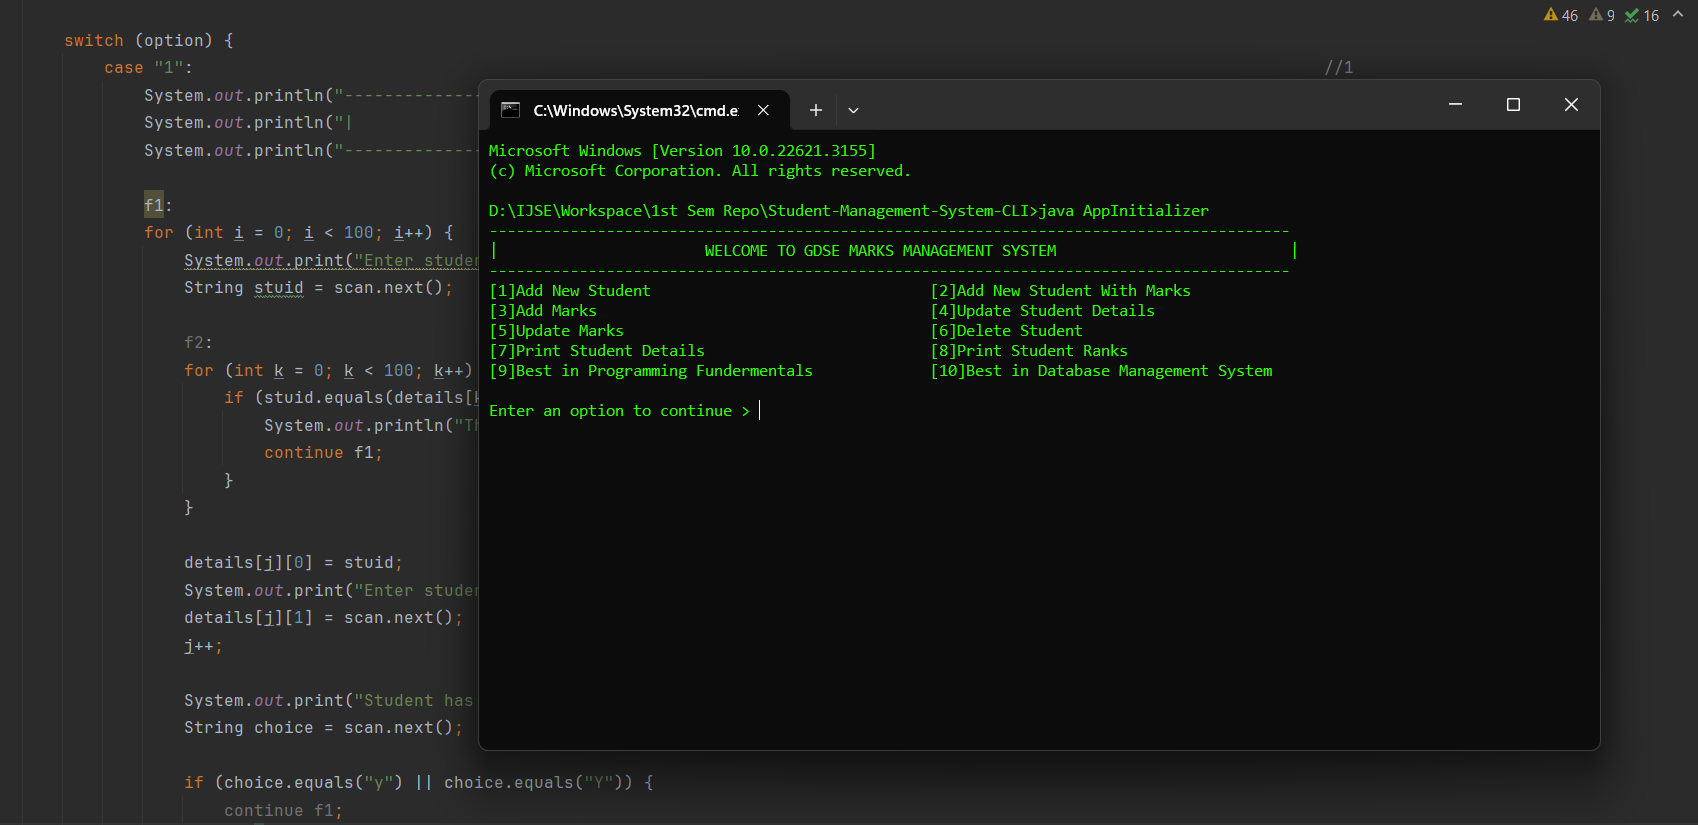 46 9 16
switch (option) {
case "1": //1
System.out.println("--------------
System.out.println("|
System.out.println("--------------
f1:
for (int i = 0; i < 100; i++) {
System.out.print("Enter studen
String stuid = scan.next();
f2:
for (int k = 0; k < 100; k++)
if (stuid.equals(details[k
System.out.println("Th
continue f1;
}
}
details[j][0] = stuid;
System.out.print("Enter studen
details[j][1] = scan.next();
j++;
System.out.print("Student has
String choice = scan.next();
if (choice.equals("y") || choice.equals("Y")) {
continue f1;
C:\Windows\System32\cmd.e
Microsoft Windows [Version 10.0.22621.3155]
(c) Microsoft Corporation. All rights reserved.
D:\IJSE\Workspace\1st Sem Repo\Student-Management-System-CLI>java AppInitializer
-----------------------------------------------------------------------------------------
| WELCOME TO GDSE MARKS MANAGEMENT SYSTEM |
-----------------------------------------------------------------------------------------
[1]Add New Student [2]Add New Student With Marks
[3]Add Marks [4]Update Student Details
[5]Update Marks [6]Delete Student
[7]Print Student Details [8]Print Student Ranks
[9]Best in Programming Fundermentals [10]Best in Database Management System
Enter an option to continue >